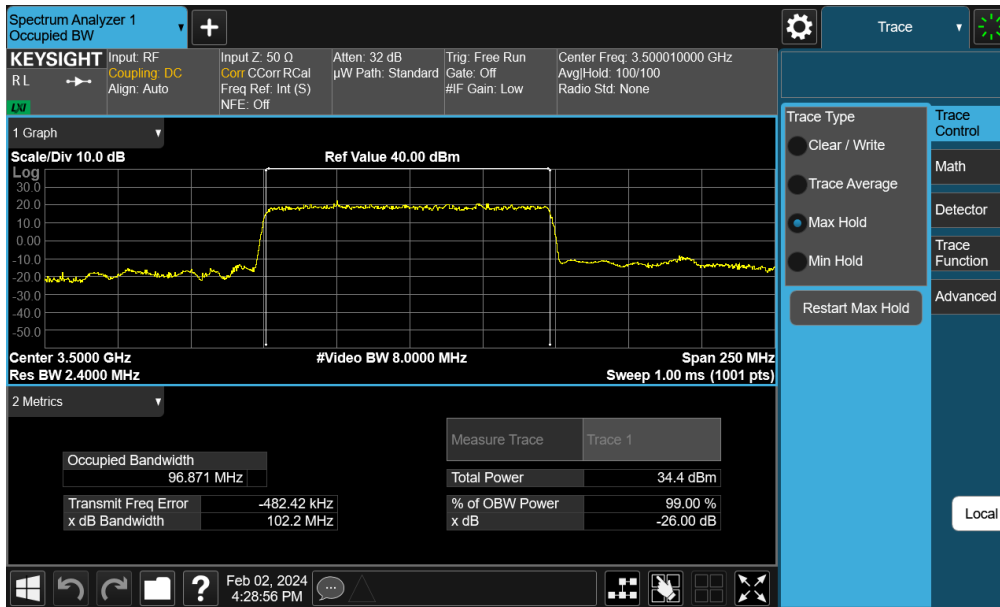 Spectrum Analyzer 1
Occupied BW
Trace
KEYSIGHT
R L
LXI
Input: RF
Coupling: DC
Align: Auto
Input Z: 50 Ω
Corr CCorr RCal
Freq Ref: Int (S)
NFE: Off
Atten: 32 dB
µW Path: Standard
Trig: Free Run
Gate: Off
#IF Gain: Low
Center Freq: 3.500010000 GHz
Avg|Hold: 100/100
Radio Std: None
1 Graph
Scale/Div 10.0 dB
Ref Value 40.00 dBm
Log
30.0
20.0
10.0
0.00
-10.0
-20.0
-30.0
-40.0
-50.0
Center 3.5000 GHz
#Video BW 8.0000 MHz
Span 250 MHz
Res BW 2.4000 MHz
Sweep 1.00 ms (1001 pts)
2 Metrics
Measure Trace
Trace 1
Occupied Bandwidth
96.871 MHz
Total Power
34.4 dBm
Transmit Freq Error
-482.42 kHz
% of OBW Power
99.00 %
x dB Bandwidth
102.2 MHz
x dB
-26.00 dB
Trace Type
Clear / Write
Trace Average
Max Hold
Min Hold
Restart Max Hold
Trace
Control
Math
Detector
Trace
Function
Advanced
Local
?
Feb 02, 2024
4:28:56 PM